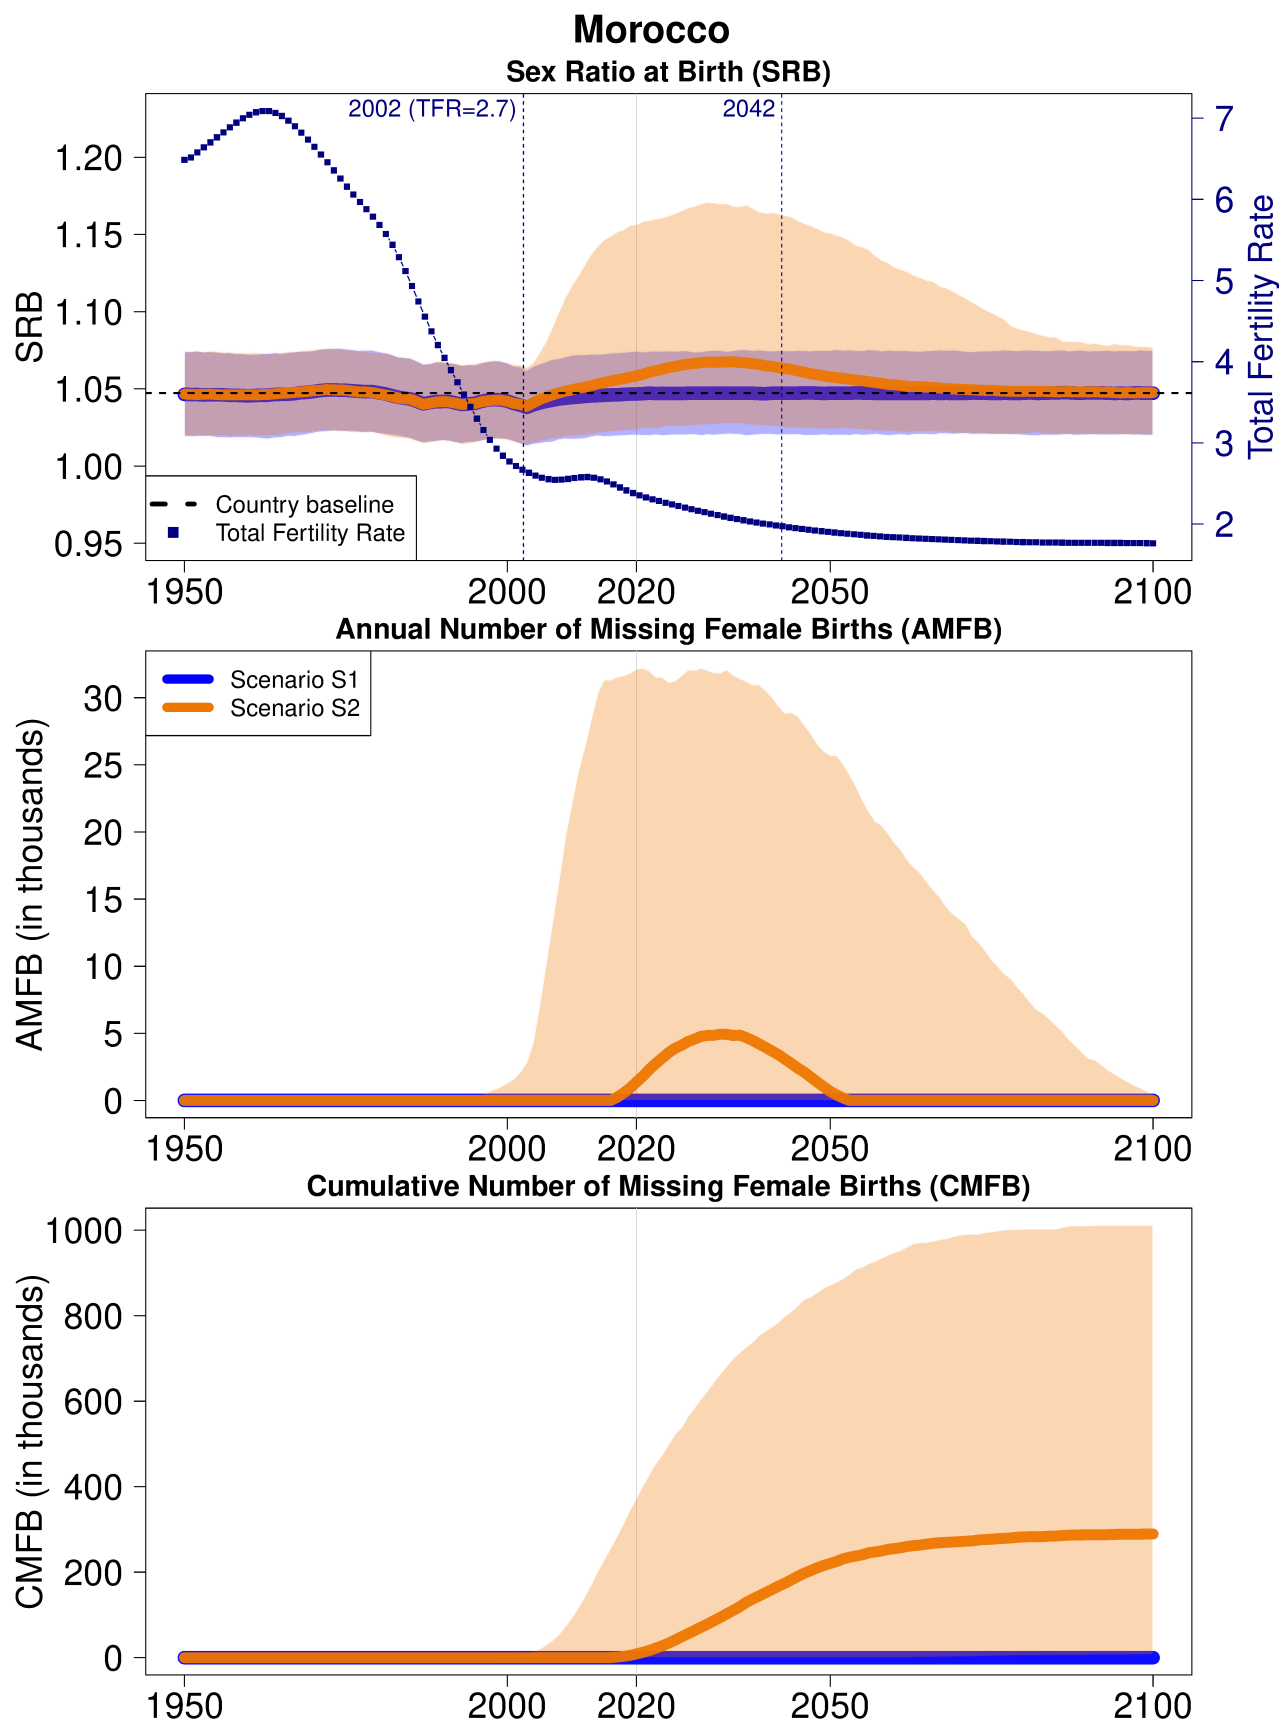 Morocco
Sex Ratio at Birth (SRB)
2002 (TFR=2.7)
2042
SRB
1.20
1.15
1.10
1.05
1.00
0.95
7
6
5
4
3
2
Total Fertility Rate
Country baseline
Total Fertility Rate
1950 2000 2020 2050 2100
Annual Number of Missing Female Births (AMFB)
Scenario S1
Scenario S2
AMFB (in thousands)
30
25
20
15
10
5
0
1950 2000 2020 2050 2100
Cumulative Number of Missing Female Births (CMFB)
CMFB (in thousands)
1000
800
600
400
200
0
1950 2000 2020 2050 2100